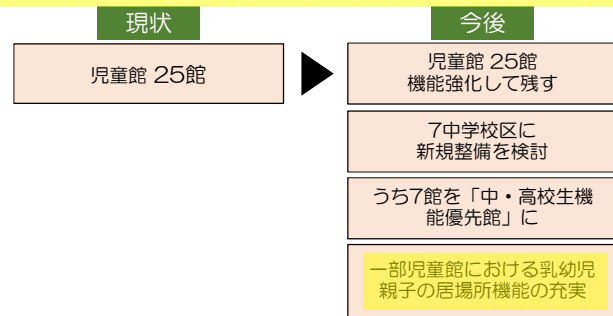 現状
児童館 25館
今後
児童館 25館
機能強化して残す
7中学校区に
新規整備を検討
うち7館を「中・高校生機
能優先館」に
一部児童館における乳幼児
親子の居場所機能の充実